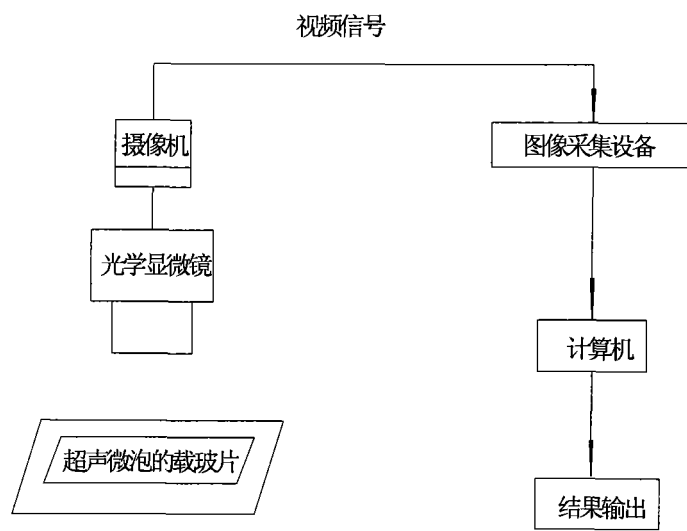 视频信号
摄像机
图像采集设备
光学显微镜
计算机
超声微泡的载玻片
结果输出